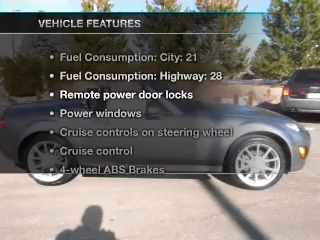 VEHICLE FEATURES
• Fuel Consumption: City: 21
• Fuel Consumption: Highway: 28
• Remote power door locks
• Power windows
• Cruise controls on steering wheel
• Cruise control
• 4-wheel ABS Brakes